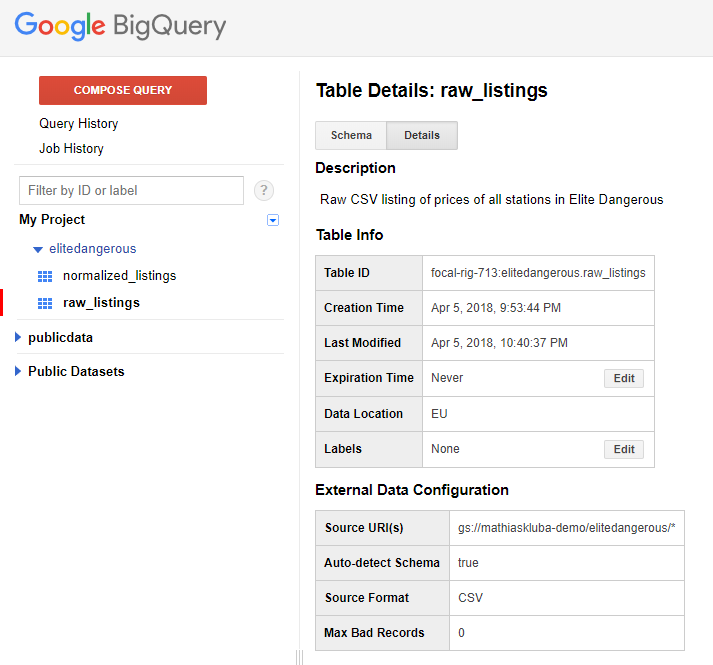 Google BigQuery
COMPOSE QUERY
Query History
Job History
Filter by ID or label
?
My Project
elitedangerous
normalized_listings
raw_listings
publicdata
Public Datasets
Table Details: raw_listings
Schema Details
Description
Raw CSV listing of prices of all stations in Elite Dangerous
Table Info
Table ID focal-rig-713:elitedangerous.raw_listings
Creation Time Apr 5, 2018, 9:53:44 PM
Last Modified Apr 5, 2018, 10:40:37 PM
Expiration Time Never Edit
Data Location EU
Labels None Edit
External Data Configuration
Source URI(s) gs://mathiaskluba-demo/elitedangerous/*
Auto-detect Schema true
Source Format CSV
Max Bad Records 0